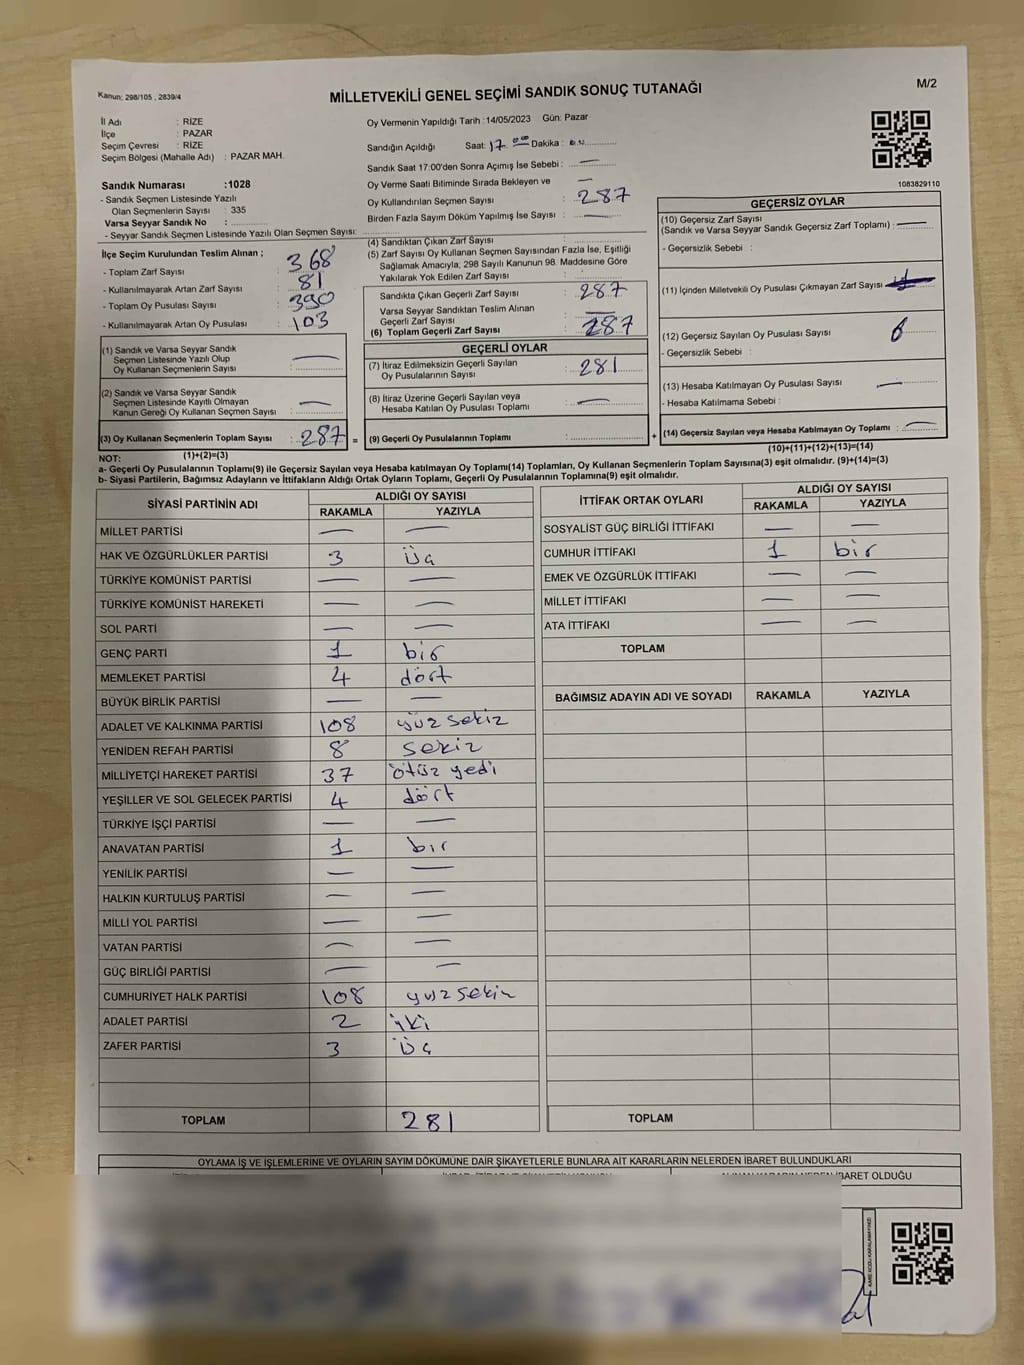 Kanun; 298/105 , 2839/4
MİLLETVEKİLİ GENEL SEÇİMİ SANDIK SONUÇ TUTANAĞI
M/2
İl Adı : RİZE
İlçe : PAZAR
Seçim Çevresi : RİZE
Seçim Bölgesi (Mahalle Adı) : PAZAR MAH.
Sandık Numarası :1028
- Sandık Seçmen Listesinde Yazılı
Olan Seçmenlerin Sayısı : 335
Varsa Seyyar Sandık No :
- Seyyar Sandık Seçmen Listesinde Yazılı Olan Seçmen Sayısı:
Oy Vermenin Yapıldığı Tarih :14/05/2023 Gün: Pazar
Sandığın Açıldığı Saat: 17 00 Dakika :
Sandık Saat 17:00'den Sonra Açımış İse Sebebi : —
Oy Verme Saati Bitiminde Sırada Bekleyen ve —
Oy Kullandırılan Seçmen Sayısı : 287
Birden Fazla Sayım Döküm Yapılmış İse Sayısı : —
1083829110
İlçe Seçim Kurulundan Teslim Alınan ;
- Toplam Zarf Sayısı : 368
- Kullanılmayarak Artan Zarf Sayısı : 81
- Toplam Oy Pusulası Sayısı : 390
- Kullanılmayarak Artan Oy Pusulası : 103
(1) Sandık ve Varsa Seyyar Sandık
Seçmen Listesinde Yazılı Olup
Oy Kullanan Seçmenlerin Sayısı : —
(2) Sandık ve Varsa Seyyar Sandık
Seçmen Listesinde Kayıtlı Olmayan
Kanun Gereği Oy Kullanan Seçmen Sayısı : —
(3) Oy Kullanan Seçmenlerin Toplam Sayısı : 287 =
(1)+(2)=(3)
(4) Sandıktan Çıkan Zarf Sayısı :
(5) Zarf Sayısı Oy Kullanan Seçmen Sayısından Fazla İse, Eşitliği
Sağlamak Amacıyla; 298 Sayılı Kanunun 98. Maddesine Göre
Yakılarak Yok Edilen Zarf Sayısı :
Sandıkta Çıkan Geçerli Zarf Sayısı : 287
Varsa Seyyar Sandıktan Teslim Alınan
Geçerli Zarf Sayısı : —
(6) Toplam Geçerli Zarf Sayısı : 287
GEÇERLİ OYLAR
(7) İtiraz Edilmeksizin Geçerli Sayılan
Oy Pusulalarının Sayısı : 281
(8) İtiraz Üzerine Geçerli Sayılan veya
Hesaba Katılan Oy Pusulası Toplamı : —
(9) Geçerli Oy Pusulalarının Toplamı : +
GEÇERSİZ OYLAR
(10) Geçersiz Zarf Sayısı
(Sandık ve Varsa Seyyar Sandık Geçersiz Zarf Toplamı) : —
- Geçersizlik Sebebi :
(11) İçinden Milletvekili Oy Pusulası Çıkmayan Zarf Sayısı :
(12) Geçersiz Sayılan Oy Pusulası Sayısı : 6
- Geçersizlik Sebebi :
(13) Hesaba Katılmayan Oy Pusulası Sayısı : —
- Hesaba Katılmama Sebebi :
(14) Geçersiz Sayılan veya Hesaba Katılmayan Oy Toplamı : —
(10)+(11)+(12)+(13)=(14)
NOT:
a- Geçerli Oy Pusulalarının Toplamı(9) ile Geçersiz Sayılan veya Hesaba katılmayan Oy Toplamı(14) Toplamları, Oy Kullanan Seçmenlerin Toplam Sayısına(3) eşit olmalıdır. (9)+(14)=(3)
b- Siyasi Partilerin, Bağımsız Adayların ve İttifakların Aldığı Ortak Oyların Toplamı, Geçerli Oy Pusulalarının Toplamına(9) eşit olmalıdır.
SİYASİ PARTİNİN ADI ALDIĞI OY SAYISI
RAKAMLA YAZIYLA
MİLLET PARTİSİ — —
HAK VE ÖZGÜRLÜKLER PARTİSİ 3 üç
TÜRKİYE KOMÜNİST PARTİSİ — —
TÜRKİYE KOMÜNİST HAREKETİ — —
SOL PARTİ — —
GENÇ PARTİ 1 bir
MEMLEKET PARTİSİ 4 dört
BÜYÜK BİRLİK PARTİSİ — —
ADALET VE KALKINMA PARTİSİ 108 yüz sekiz
YENİDEN REFAH PARTİSİ 8 sekiz
MİLLİYETÇİ HAREKET PARTİSİ 37 otuz yedi
YEŞİLLER VE SOL GELECEK PARTİSİ 4 dört
TÜRKİYE İŞÇİ PARTİSİ — —
ANAVATAN PARTİSİ 1 bir
YENİLİK PARTİSİ — —
HALKIN KURTULUŞ PARTİSİ — —
MİLLİ YOL PARTİSİ — —
VATAN PARTİSİ — —
GÜÇ BİRLİĞİ PARTİSİ — —
CUMHURİYET HALK PARTİSİ 108 yüz sekiz
ADALET PARTİSİ 2 iki
ZAFER PARTİSİ 3 üç
TOPLAM 281
İTTİFAK ORTAK OYLARI ALDIĞI OY SAYISI
RAKAMLA YAZIYLA
SOSYALİST GÜÇ BİRLİĞİ İTTİFAKI — —
CUMHUR İTTİFAKI 1 bir
EMEK VE ÖZGÜRLÜK İTTİFAKI — —
MİLLET İTTİFAKI — —
ATA İTTİFAKI — —
TOPLAM
BAĞIMSIZ ADAYIN ADI VE SOYADI RAKAMLA YAZIYLA
TOPLAM
OYLAMA İŞ VE İŞLEMLERİNE VE OYLARIN SAYIM DÖKÜMÜNE DAİR ŞİKAYETLERLE BUNLARA AİT KARARLARIN NELERDEN İBARET BULUNDUKLARI
İBARET OLDUĞU
KARE KODU KARALAMAYINIZ!